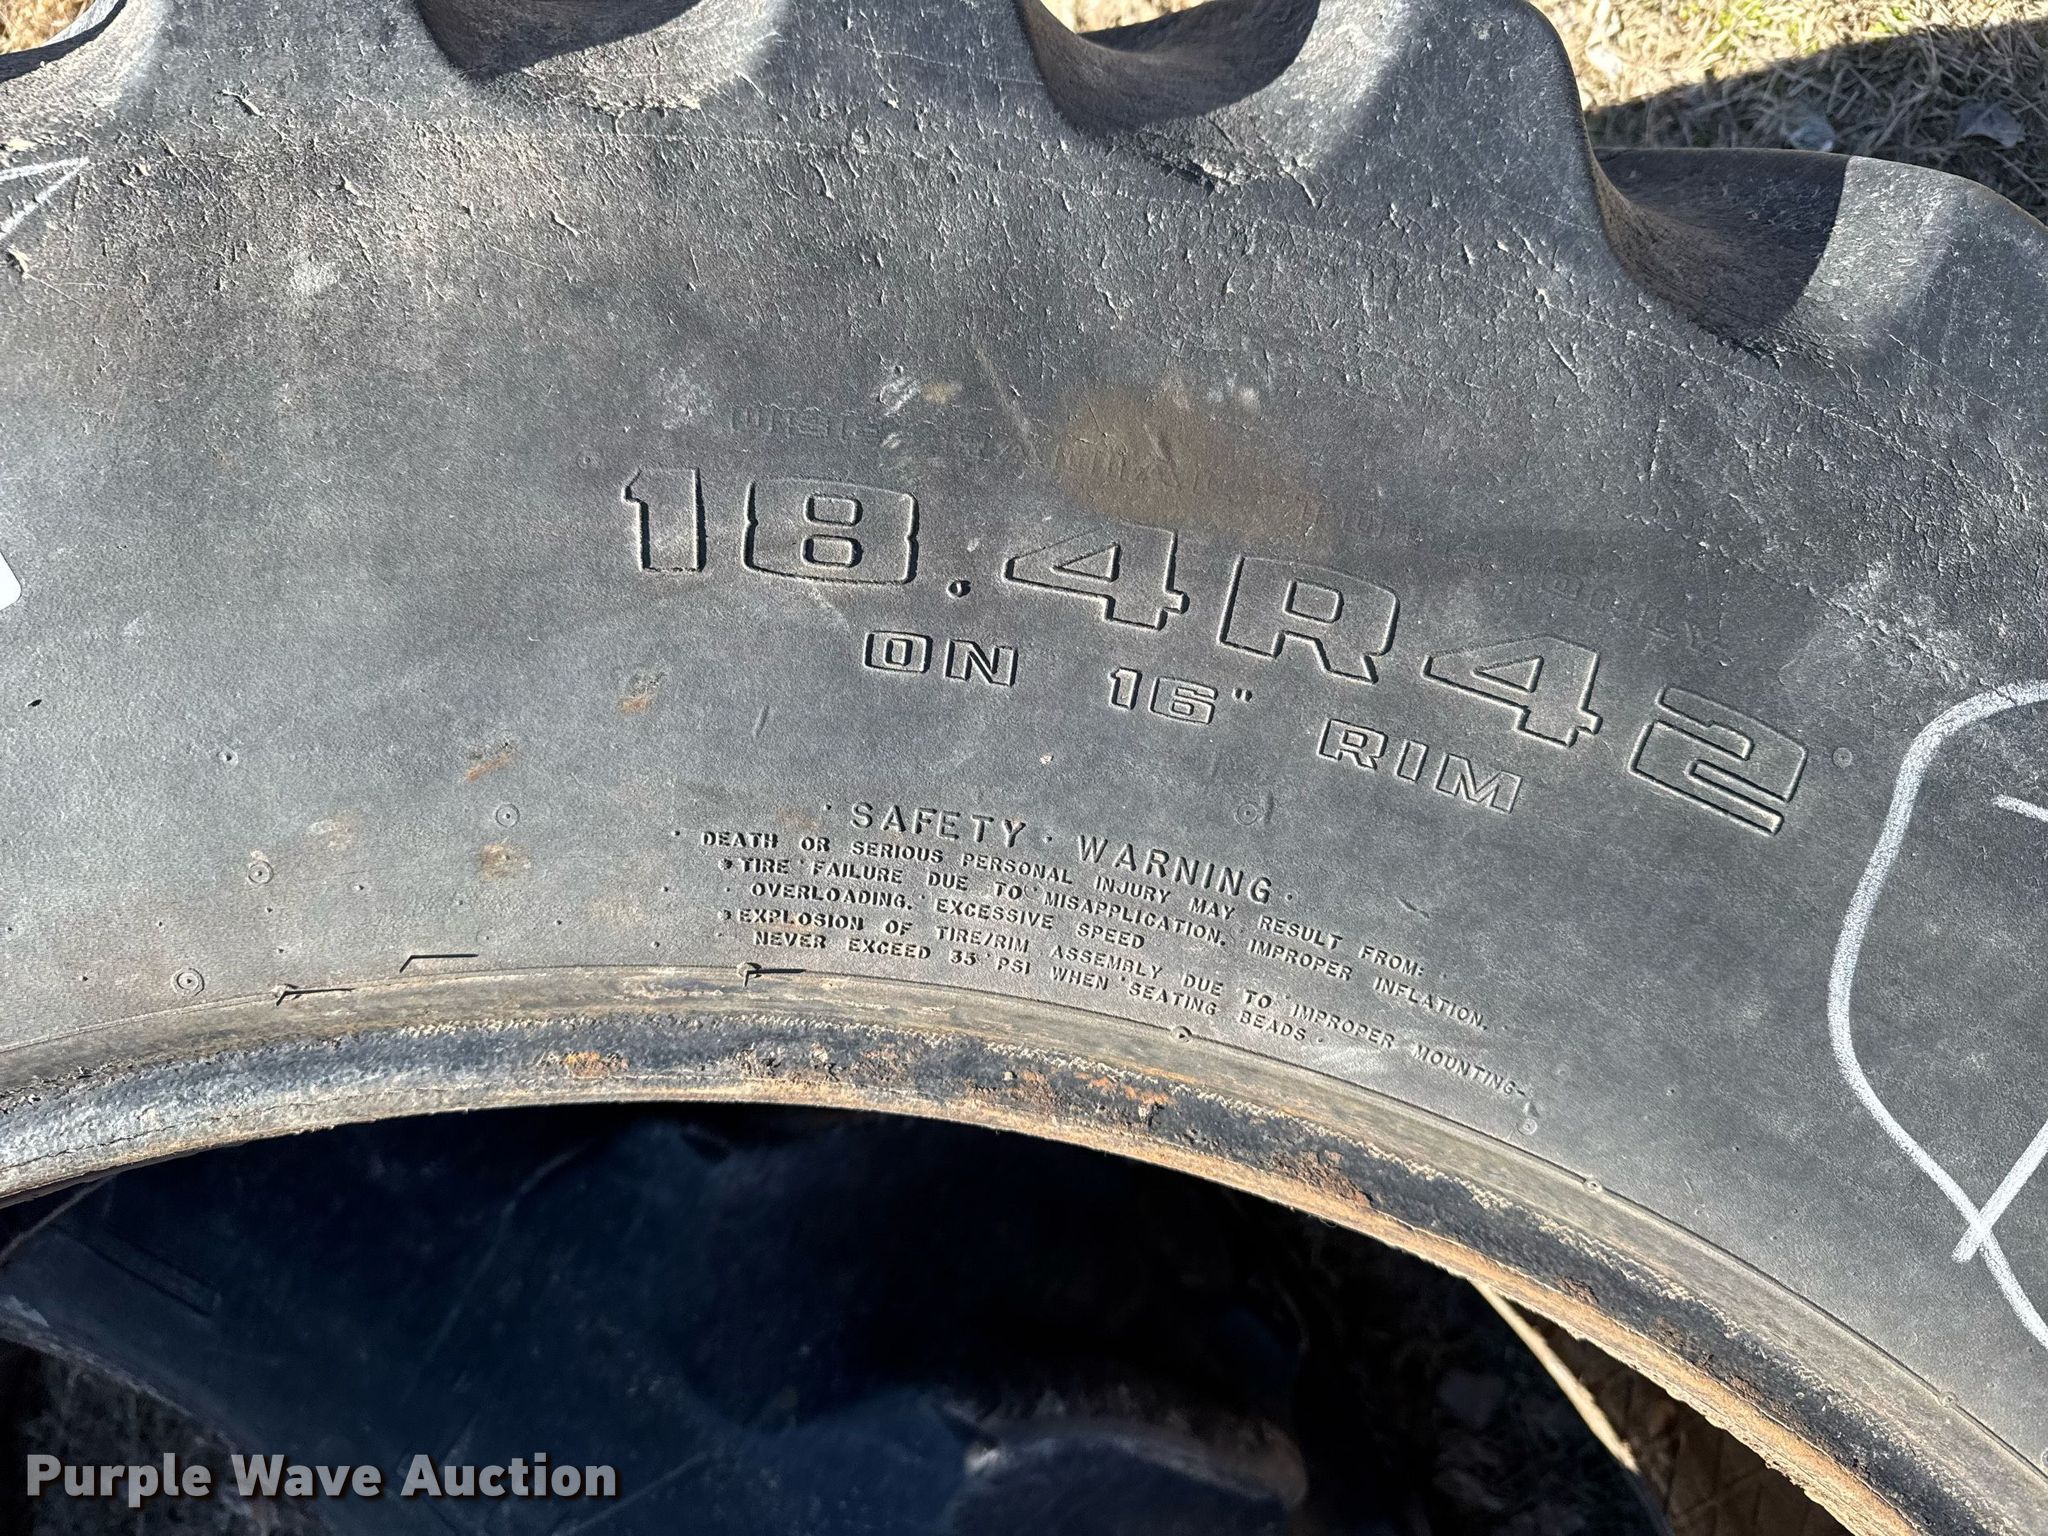 18.4R42
ON 16" RIM
SAFETY WARNING
DEATH OR SERIOUS PERSONAL INJURY MAY RESULT FROM:
TIRE FAILURE DUE TO MISAPPLICATION. IMPROPER INFLATION.
OVERLOADING. EXCESSIVE SPEED
EXPLOSION OF TIRE/RIM ASSEMBLY DUE TO IMPROPER MOUNTING-
NEVER EXCEED 35 PSI WHEN SEATING BEADS
Purple Wave Auction